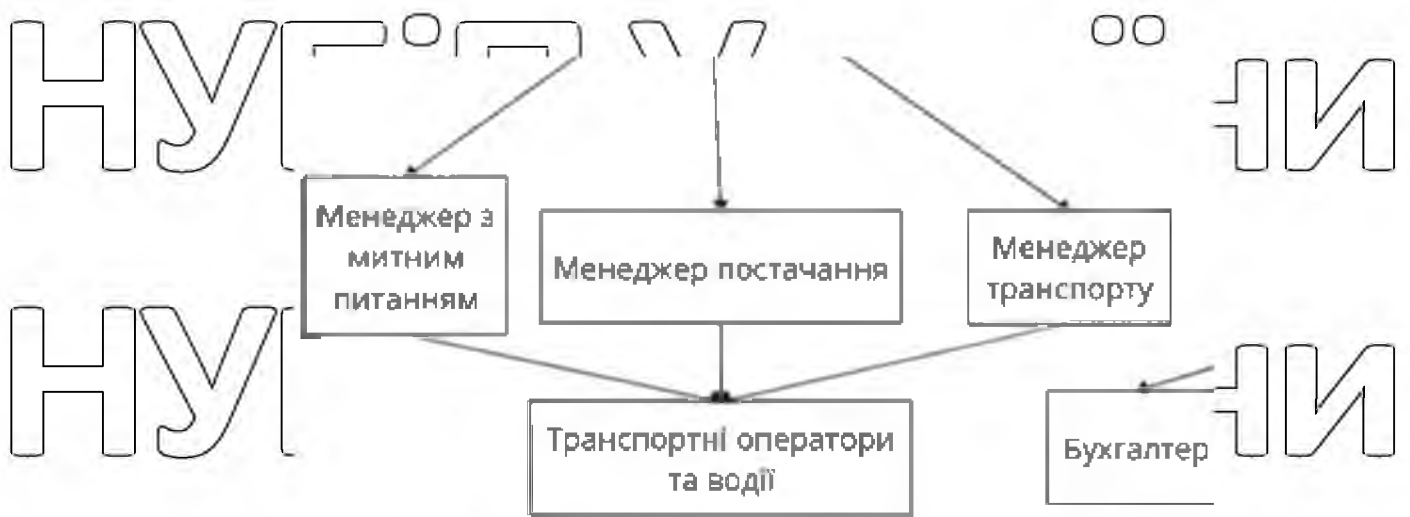 Менеджер з
митним
питанням
Менеджер постачання
Менеджер
транспорту
Транспортні оператори
та водії
Бухгалтер